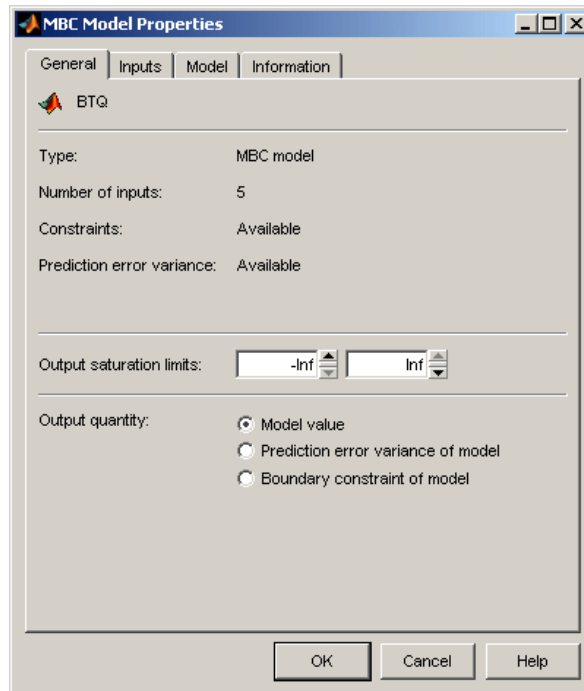 MBC Model Properties
General Inputs Model Information
BTQ
Type: MBC model
Number of inputs: 5
Constraints: Available
Prediction error variance: Available
Output saturation limits: -Inf Inf
Output quantity: Model value
Prediction error variance of model
Boundary constraint of model
OK Cancel Help